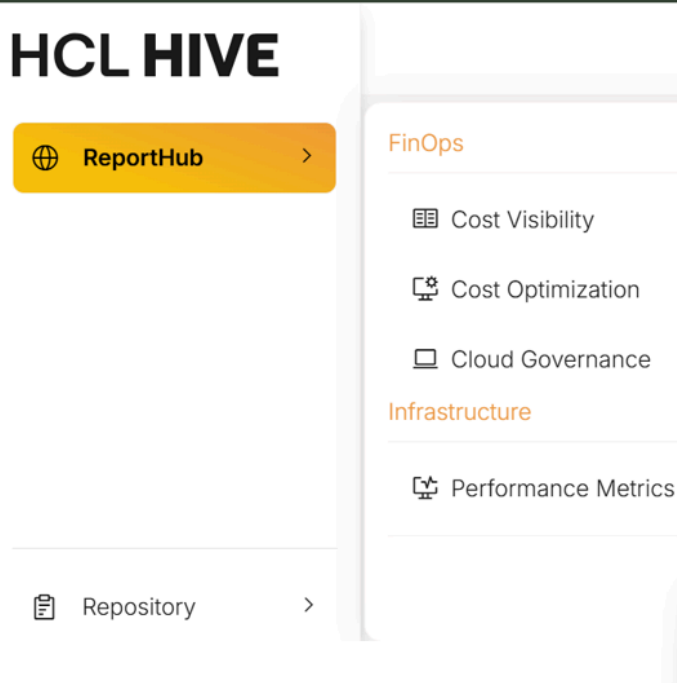 HCL HIVE
ReportHub
Repository
FinOps
Cost Visibility
Cost Optimization
Cloud Governance
Infrastructure
Performance Metrics